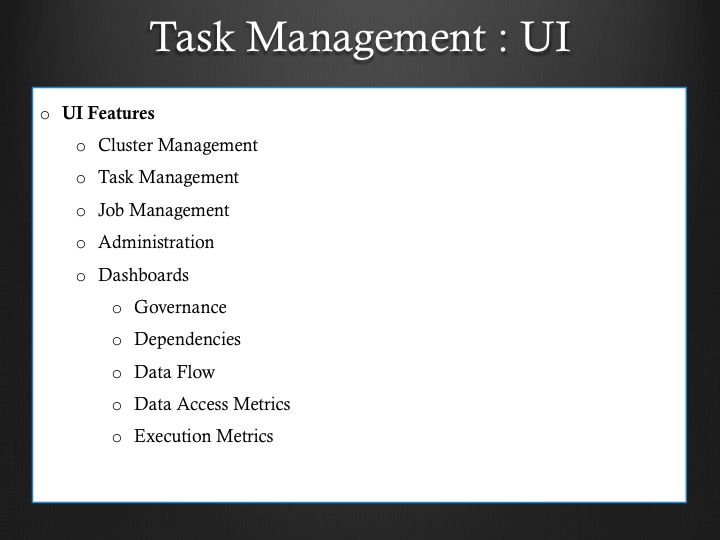 Task Management : UI
UI Features
Cluster Management
Task Management
Job Management
Administration
Dashboards
Governance
Dependencies
Data Flow
Data Access Metrics
Execution Metrics